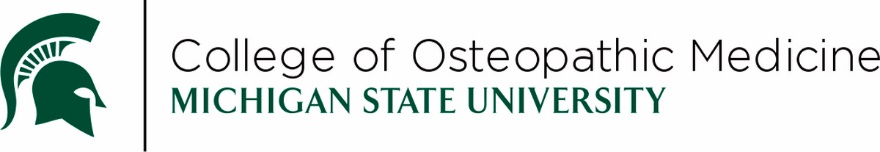 College of Osteopathic Medicine
MICHIGAN STATE UNIVERSITY